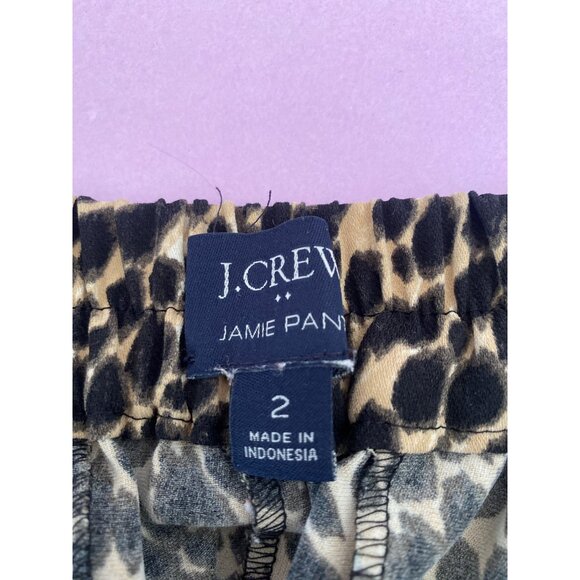 J.CREW
JAMIE PANT
2
MADE IN
INDONESIA